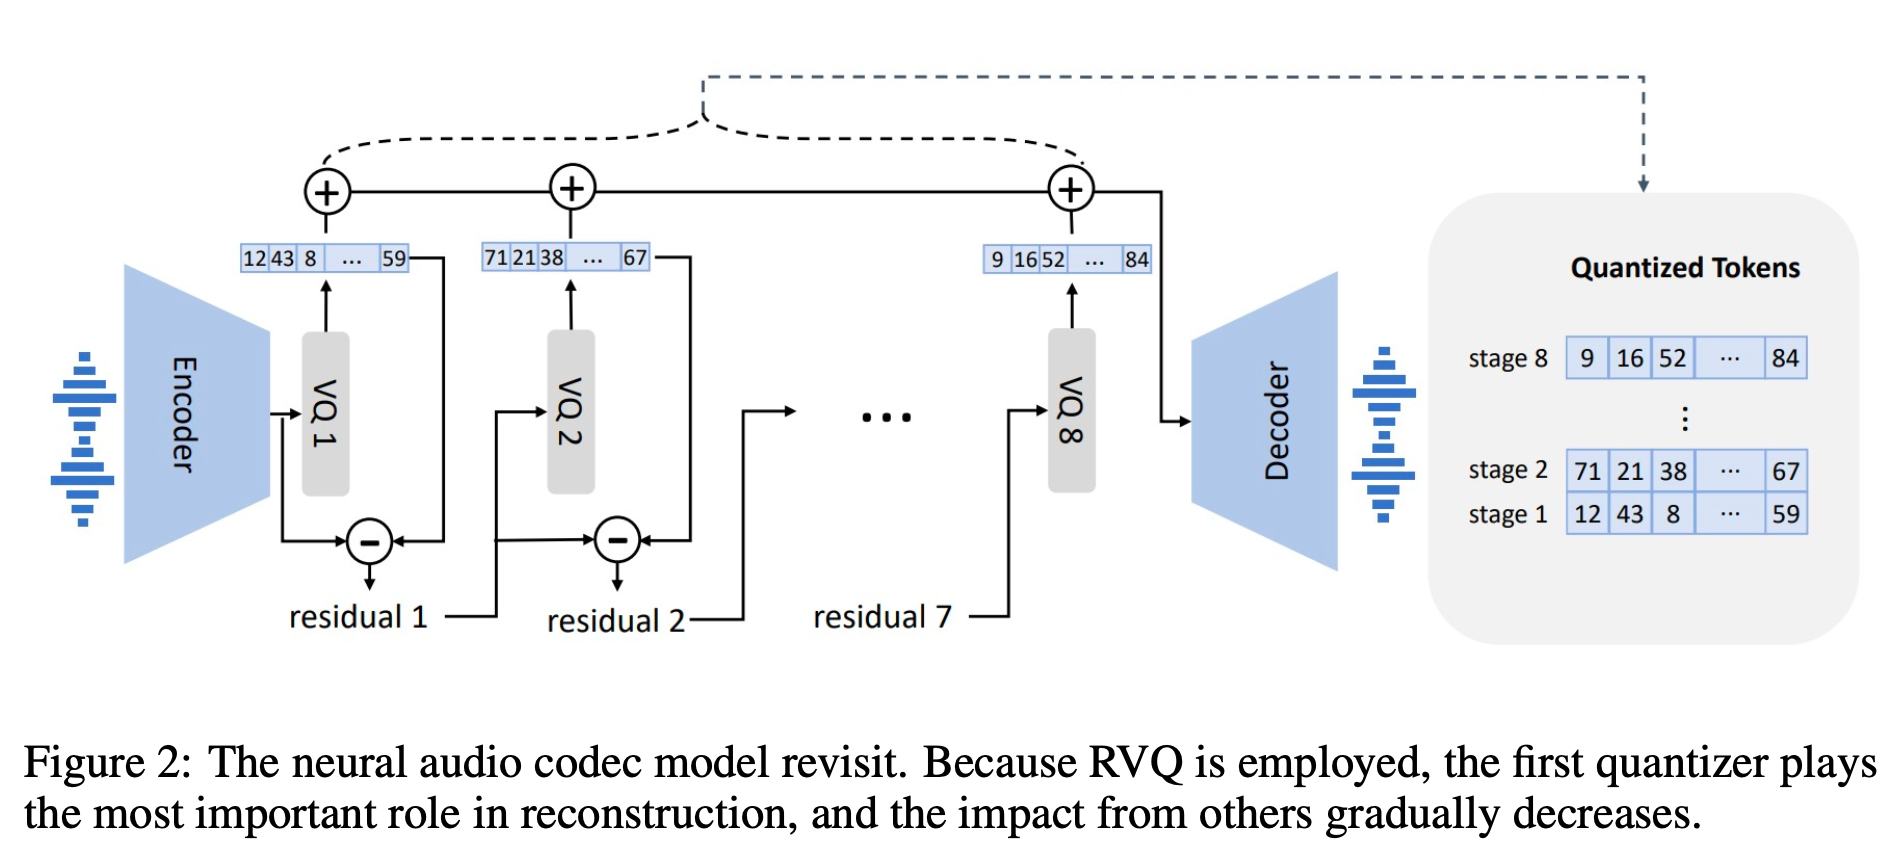 12 43 8 ... 59
71 21 38 ... 67
9 16 52 ... 84
Encoder
VQ 1
VQ 2
...
VQ 8
Decoder
+
+
+
-
-
residual 1
residual 2
residual 7
Quantized Tokens
stage 8 9 16 52 ... 84
⋮
stage 2 71 21 38 ... 67
stage 1 12 43 8 ... 59
Figure 2: The neural audio codec model revisit. Because RVQ is employed, the first quantizer plays
the most important role in reconstruction, and the impact from others gradually decreases.